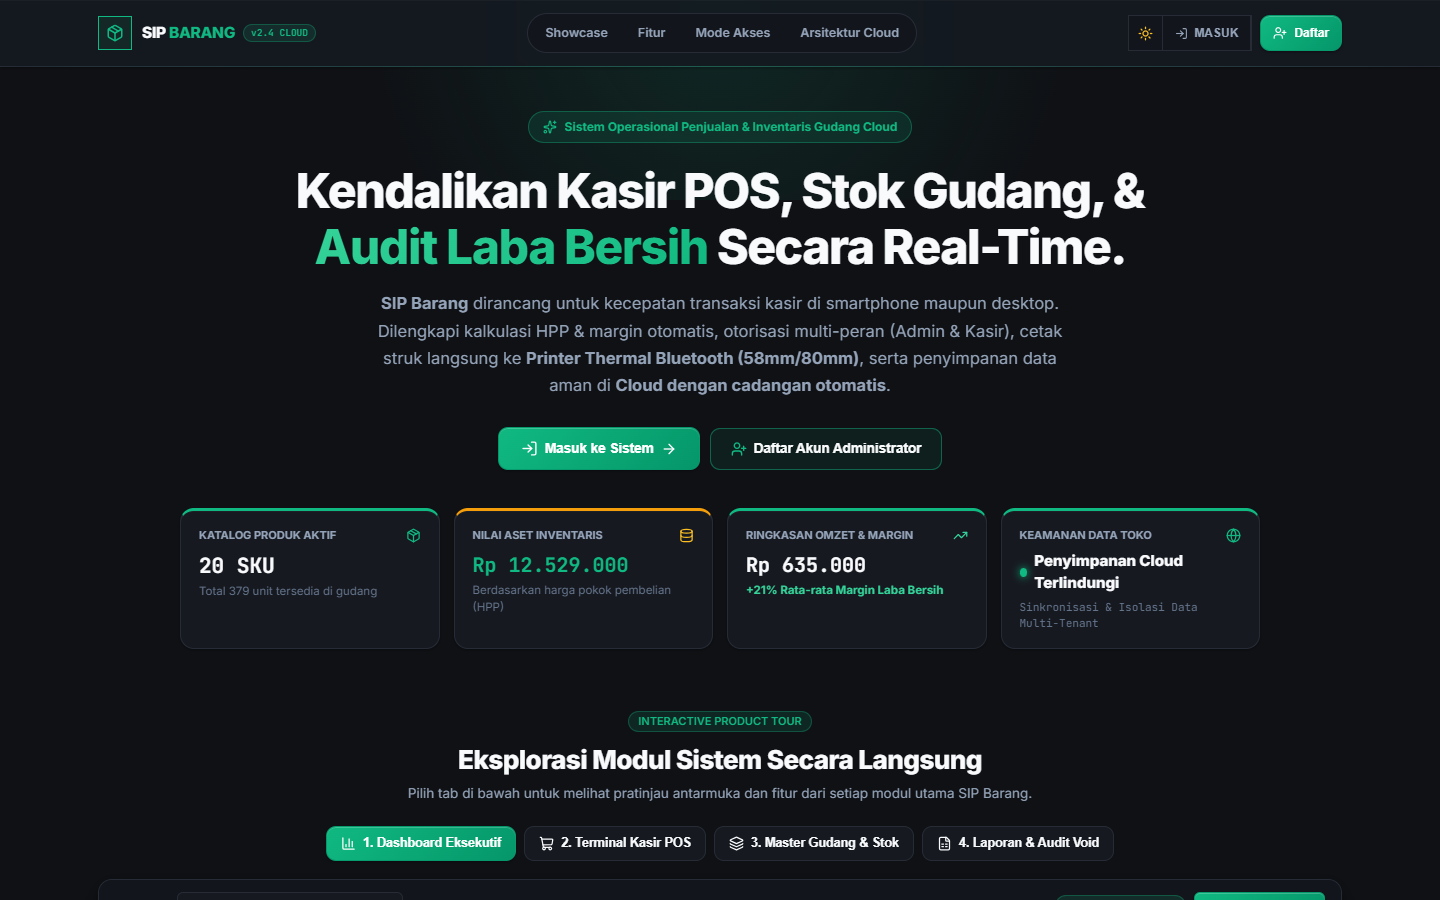 SIP BARANG
v2.4 CLOUD
Showcase
Fitur
Mode Akses
Arsitektur Cloud
MASUK
Daftar
Sistem Operasional Penjualan & Inventaris Gudang Cloud
Kendalikan Kasir POS, Stok Gudang, &
Audit Laba Bersih Secara Real-Time.
SIP Barang dirancang untuk kecepatan transaksi kasir di smartphone maupun desktop.
Dilengkapi kalkulasi HPP & margin otomatis, otorisasi multi-peran (Admin & Kasir), cetak
struk langsung ke Printer Thermal Bluetooth (58mm/80mm), serta penyimpanan data
aman di Cloud dengan cadangan otomatis.
Masuk ke Sistem
Daftar Akun Administrator
KATALOG PRODUK AKTIF
20 SKU
Total 379 unit tersedia di gudang
NILAI ASET INVENTARIS
Rp 12.529.000
Berdasarkan harga pokok pembelian
(HPP)
RINGKASAN OMZET & MARGIN
Rp 635.000
+21% Rata-rata Margin Laba Bersih
KEAMANAN DATA TOKO
Penyimpanan Cloud
Terlindungi
Sinkronisasi & Isolasi Data
Multi-Tenant
INTERACTIVE PRODUCT TOUR
Eksplorasi Modul Sistem Secara Langsung
Pilih tab di bawah untuk melihat pratinjau antarmuka dan fitur dari setiap modul utama SIP Barang.
1. Dashboard Eksekutif
2. Terminal Kasir POS
3. Master Gudang & Stok
4. Laporan & Audit Void